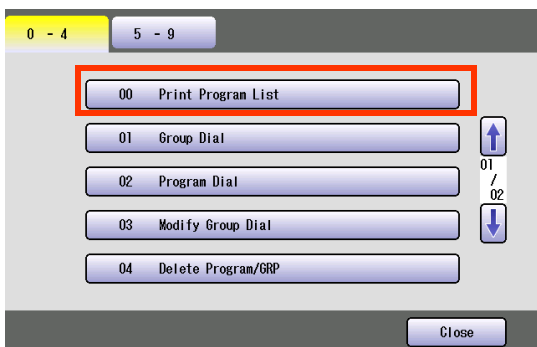 0 - 4
5 - 9
00 Print Program List
01 Group Dial
02 Program Dial
03 Modify Group Dial
04 Delete Program/GRP
01
/
02
Close